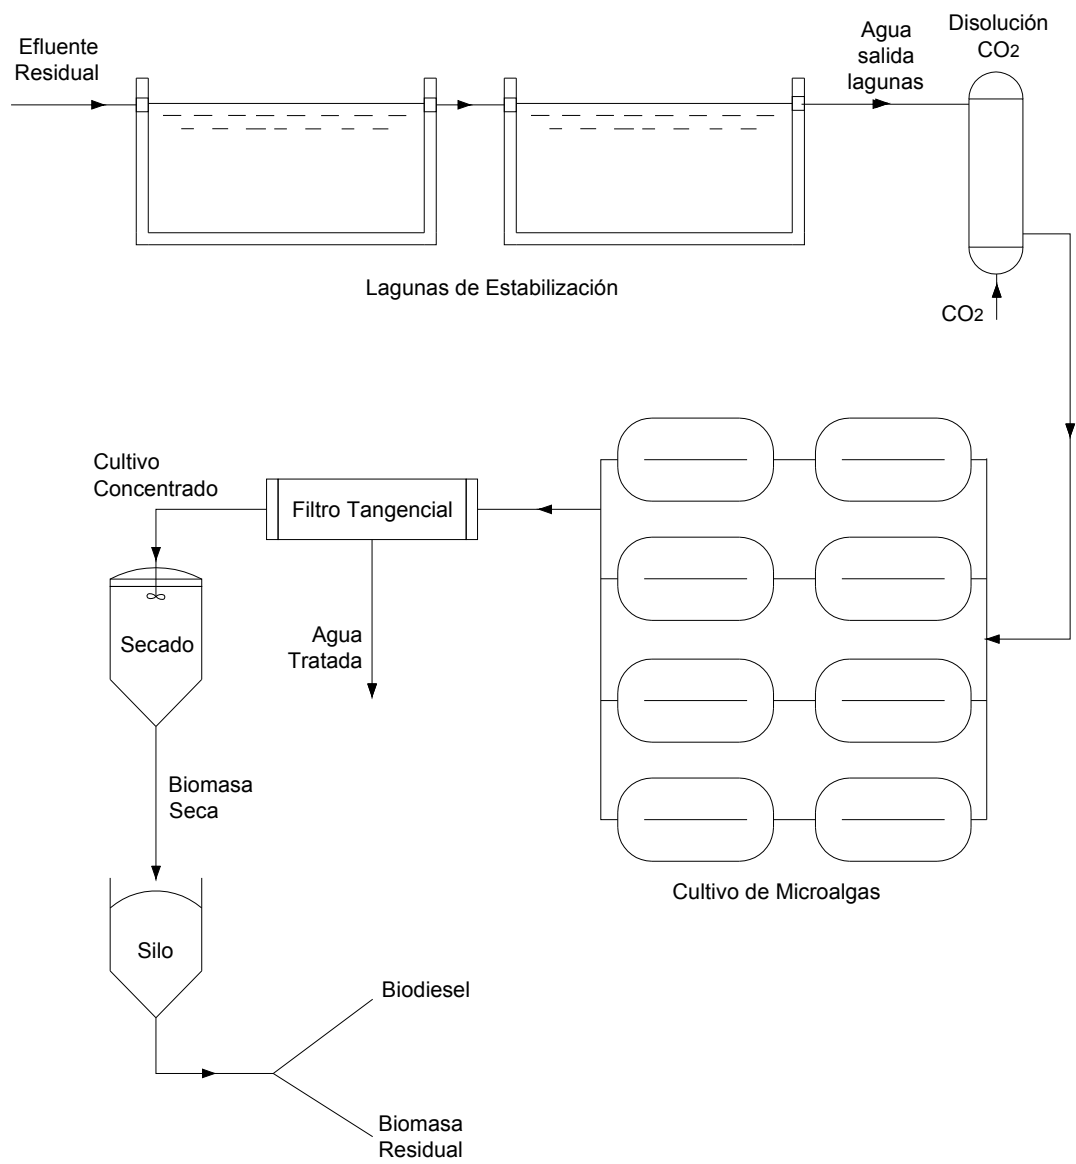 Efluente
Residual
Agua
salida
lagunas
Disolución
CO2
Lagunas de Estabilización
CO2
Cultivo
Concentrado
Filtro Tangencial
Secado
Agua
Tratada
Biomasa
Seca
Cultivo de Microalgas
Silo
Biodiesel
Biomasa
Residual